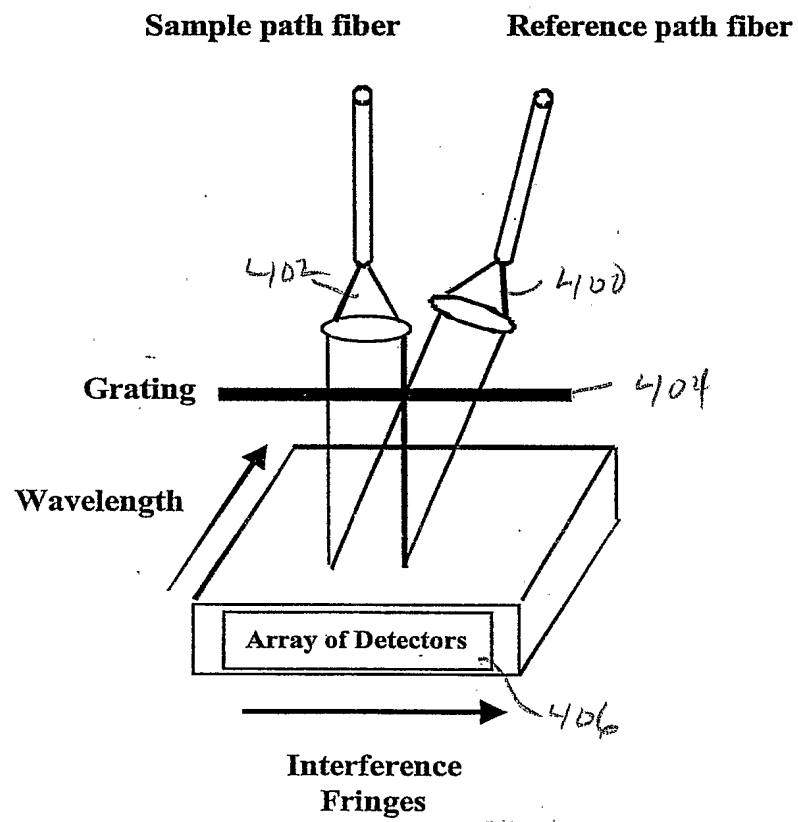 Sample path fiber
Reference path fiber
402
400
Grating
404
Wavelength
Array of Detectors
406
Interference
Fringes